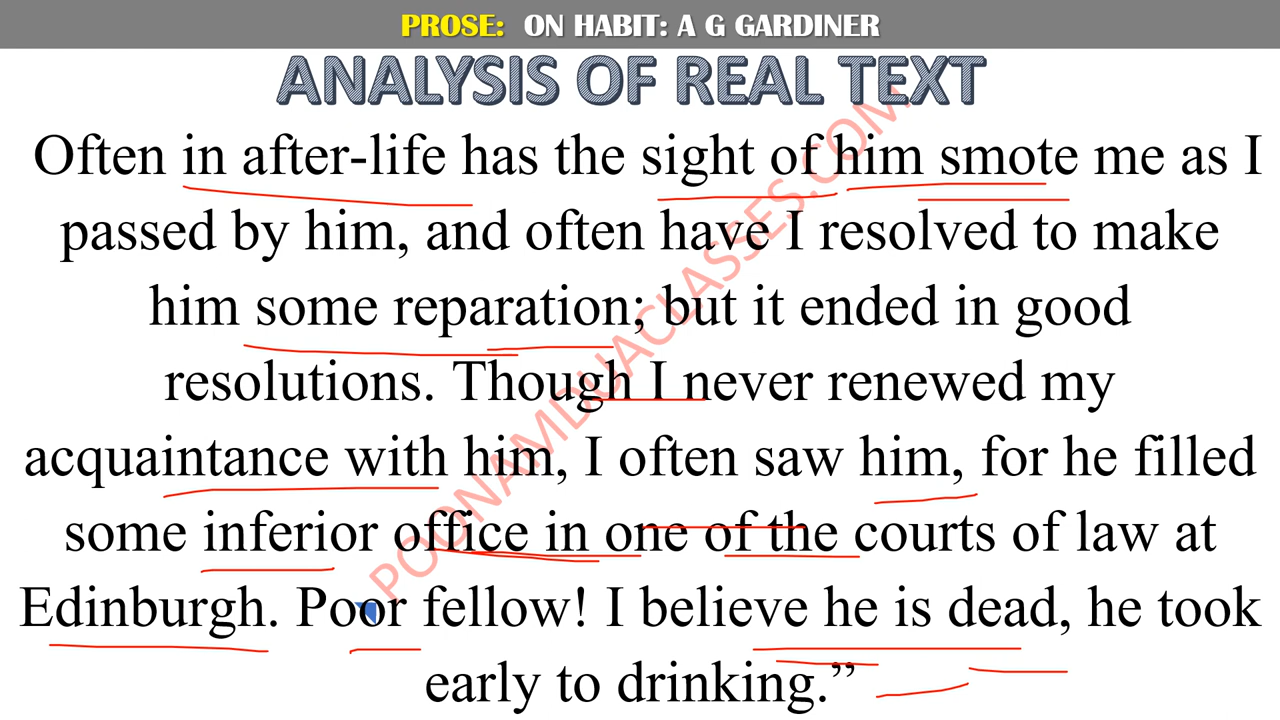 PROSE: ON HABIT: A G GARDINER
ANALYSIS OF REAL TEXT
Often in after-life has the sight of him smote me as I
passed by him, and often have I resolved to make
him some reparation; but it ended in good
resolutions. Though I never renewed my
acquaintance with him, I often saw him, for he filled
some inferior office in one of the courts of law at
Edinburgh. Poor fellow! I believe he is dead, he took
early to drinking.”
POONAMDUACLASSES.COM